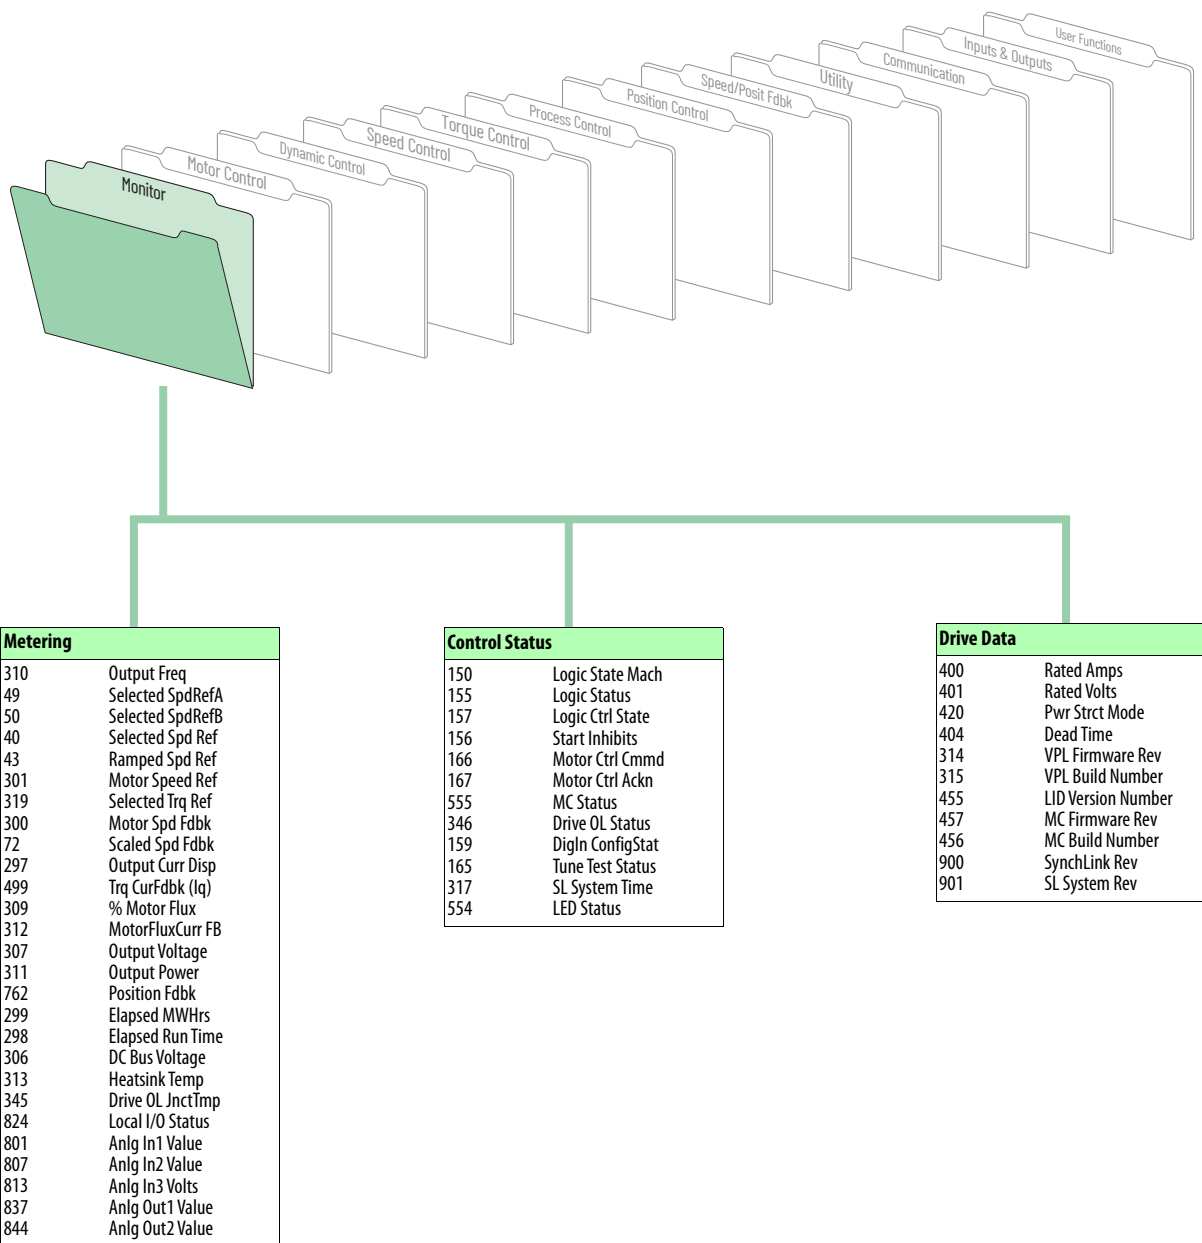 User Functions
Inputs & Outputs
Communication
Utility
Speed/Posit Fdbk
Position Control
Process Control
Torque Control
Speed Control
Dynamic Control
Motor Control
Monitor
Metering
310 Output Freq
49 Selected SpdRefA
50 Selected SpdRefB
40 Selected Spd Ref
43 Ramped Spd Ref
301 Motor Speed Ref
319 Selected Trq Ref
300 Motor Spd Fdbk
72 Scaled Spd Fdbk
297 Output Curr Disp
499 Trq CurFdbk (Iq)
309 % Motor Flux
312 MotorFluxCurr FB
307 Output Voltage
311 Output Power
762 Position Fdbk
299 Elapsed MWHrs
298 Elapsed Run Time
306 DC Bus Voltage
313 Heatsink Temp
345 Drive OL JnctTmp
824 Local I/O Status
801 Anlg In1 Value
807 Anlg In2 Value
813 Anlg In3 Volts
837 Anlg Out1 Value
844 Anlg Out2 Value
Control Status
150 Logic State Mach
155 Logic Status
157 Logic Ctrl State
156 Start Inhibits
166 Motor Ctrl Cmmd
167 Motor Ctrl Ackn
555 MC Status
346 Drive OL Status
159 DigIn ConfigStat
165 Tune Test Status
317 SL System Time
554 LED Status
Drive Data
400 Rated Amps
401 Rated Volts
420 Pwr Strct Mode
404 Dead Time
314 VPL Firmware Rev
315 VPL Build Number
455 LID Version Number
457 MC Firmware Rev
456 MC Build Number
900 SynchLink Rev
901 SL System Rev